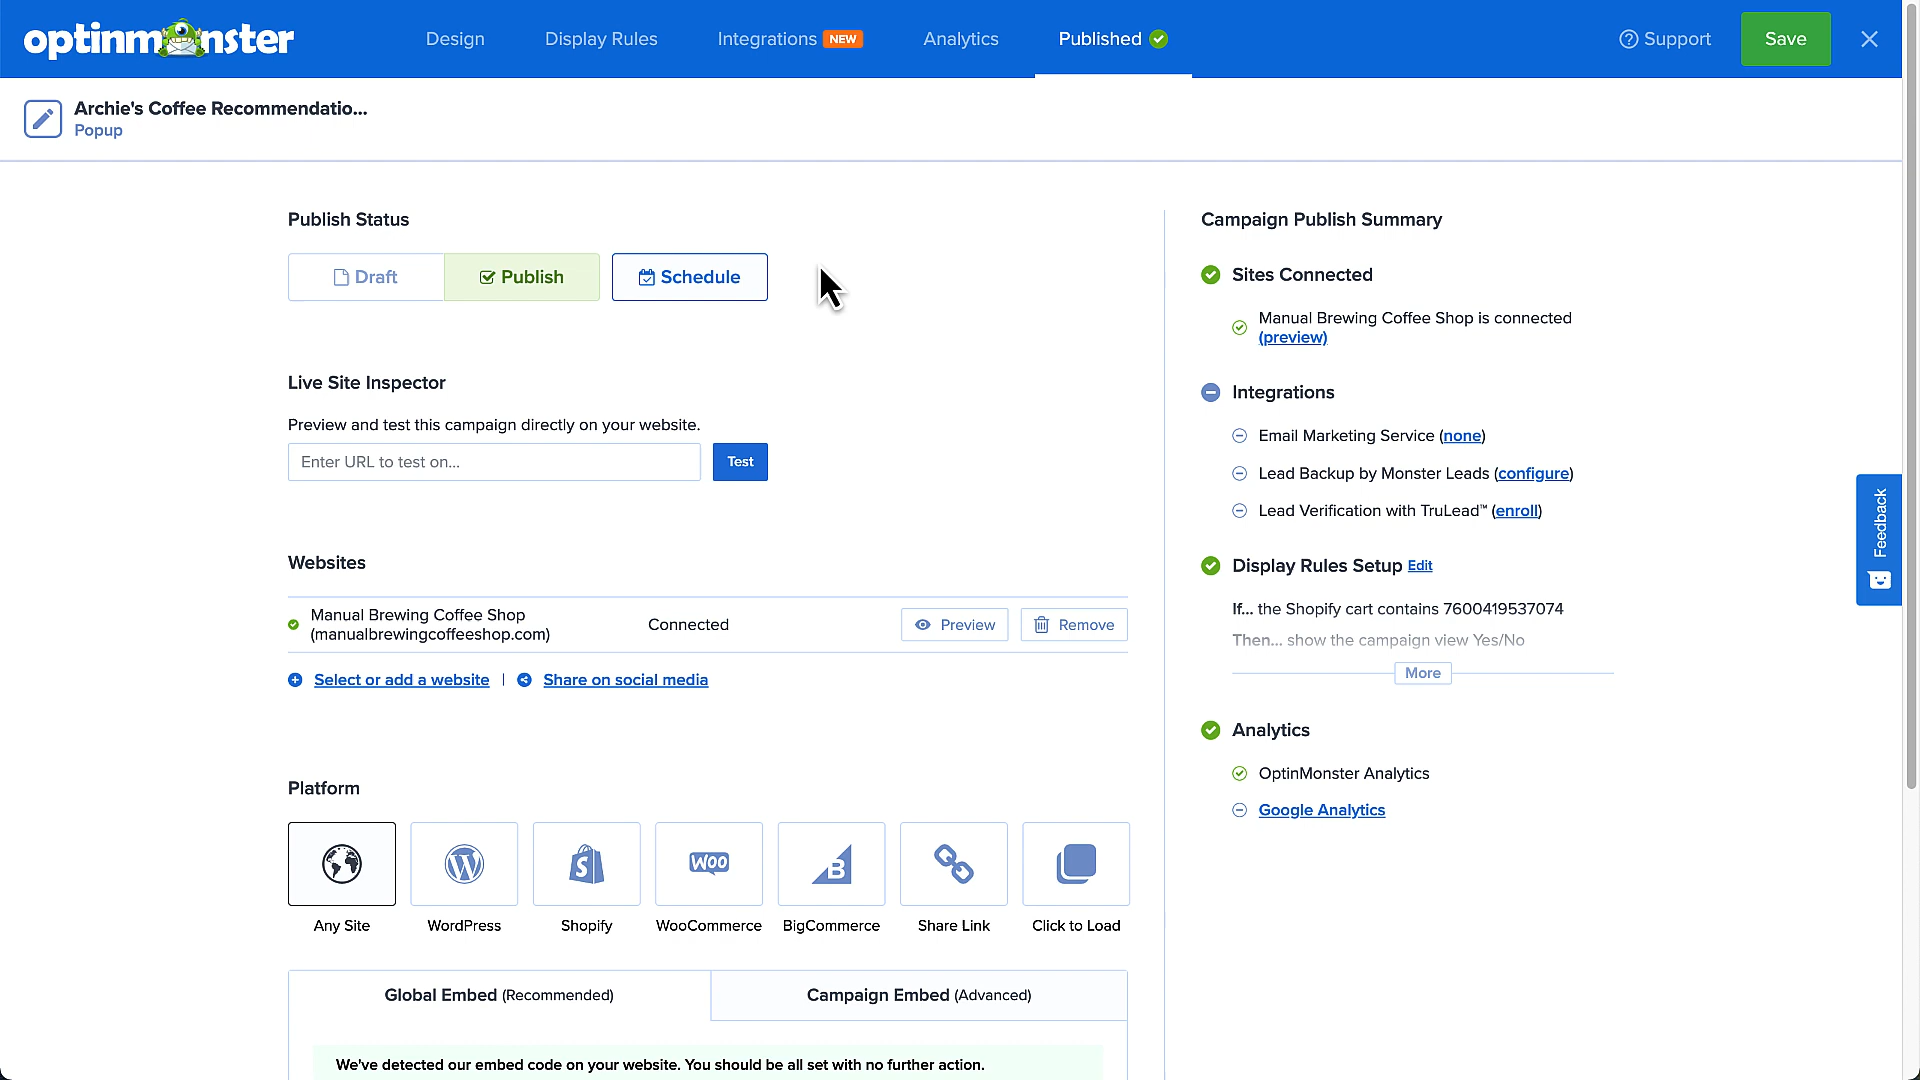 optinmonster
Design
Display Rules
Integrations NEW
Analytics
Published
Support
Save
Archie's Coffee Recommendatio...
Popup
Publish Status
Draft
Publish
Schedule
Live Site Inspector
Preview and test this campaign directly on your website.
Enter URL to test on...
Test
Websites
Manual Brewing Coffee Shop
(manualbrewingcoffeeshop.com)
Connected
Preview
Remove
Select or add a website | Share on social media
Platform
WOO
B
S
Any Site
WordPress
Shopify
WooCommerce
BigCommerce
Share Link
Click to Load
Global Embed (Recommended)
Campaign Embed (Advanced)
We've detected our embed code on your website. You should be all set with no further action.
Campaign Publish Summary
Sites Connected
Manual Brewing Coffee Shop is connected
(preview)
Integrations
Email Marketing Service (none)
Lead Backup by Monster Leads (configure)
Lead Verification with TruLead™ (enroll)
Display Rules Setup Edit
If... the Shopify cart contains 7600419537074
Then... show the campaign view Yes/No
More
Analytics
OptinMonster Analytics
Google Analytics
Feedback